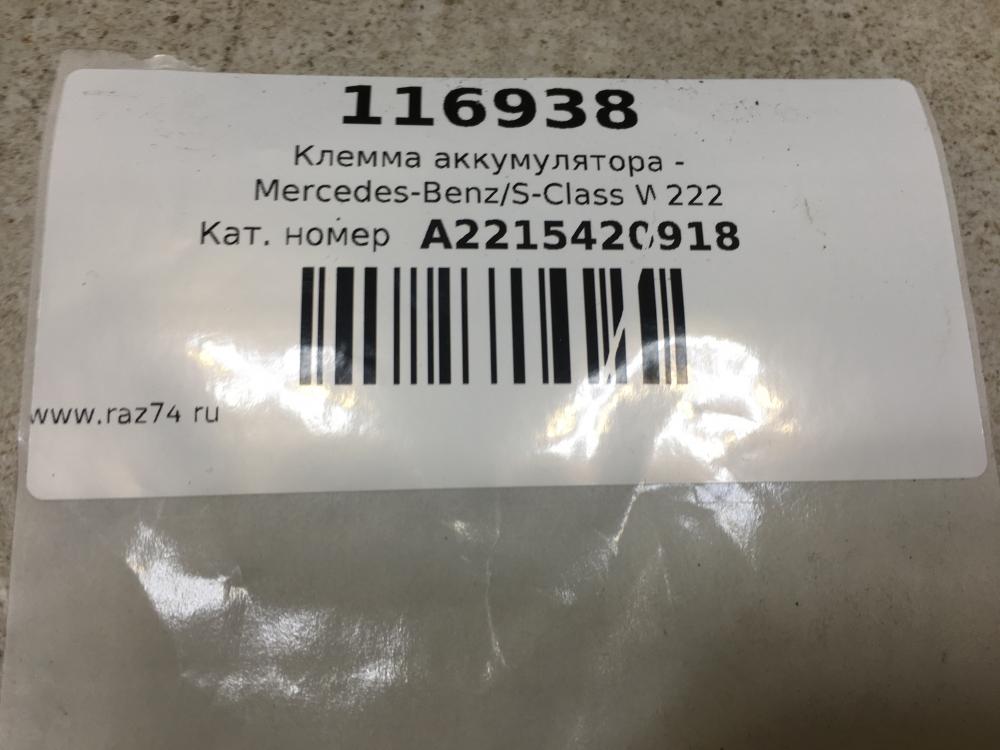 116938
Клемма аккумулятора -
Mercedes-Benz/S-Class W222
Кат. номер A2215420918
www.raz74 ru